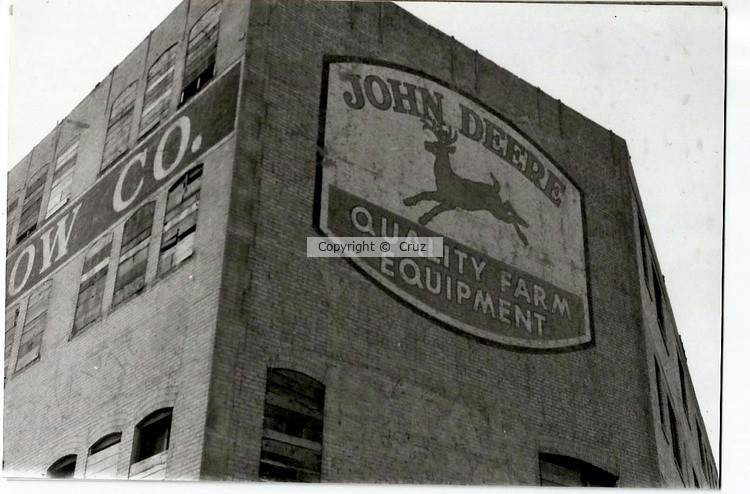 OW CO.
JOHN DEERE
QUALITY FARM
EQUIPMENT
Copyright © Cruz